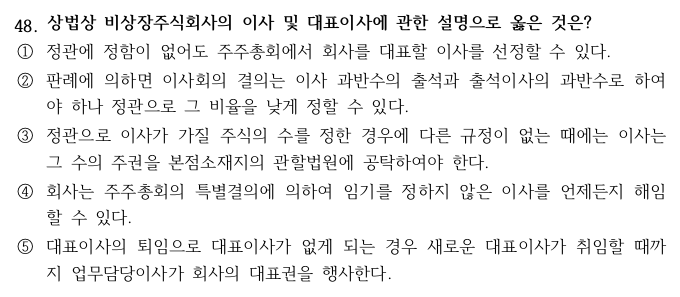 48. 상법상 비상장주식회사의 이사 및 대표이사에 관한 설명으로 옳은 것은?
① 정관에 정함이 없어도 주주총회에서 회사를 대표할 이사를 선정할 수 있다.
② 판례에 의하면 이사회의 결의는 이사 과반수의 출석과 출석이사의 과반수로 하여
야 하나 정관으로 그 비율을 낮게 정할 수 있다.
③ 정관으로 이사가 가질 주식의 수를 정한 경우에 다른 규정이 없는 때에는 이사는
그 수의 주권을 본점소재지의 관할법원에 공탁하여야 한다.
④ 회사는 주주총회의 특별결의에 의하여 임기를 정하지 않은 이사를 언제든지 해임
할 수 있다.
⑤ 대표이사의 퇴임으로 대표이사가 없게 되는 경우 새로운 대표이사가 취임할 때까
지 업무담당이사가 회사의 대표권을 행사한다.